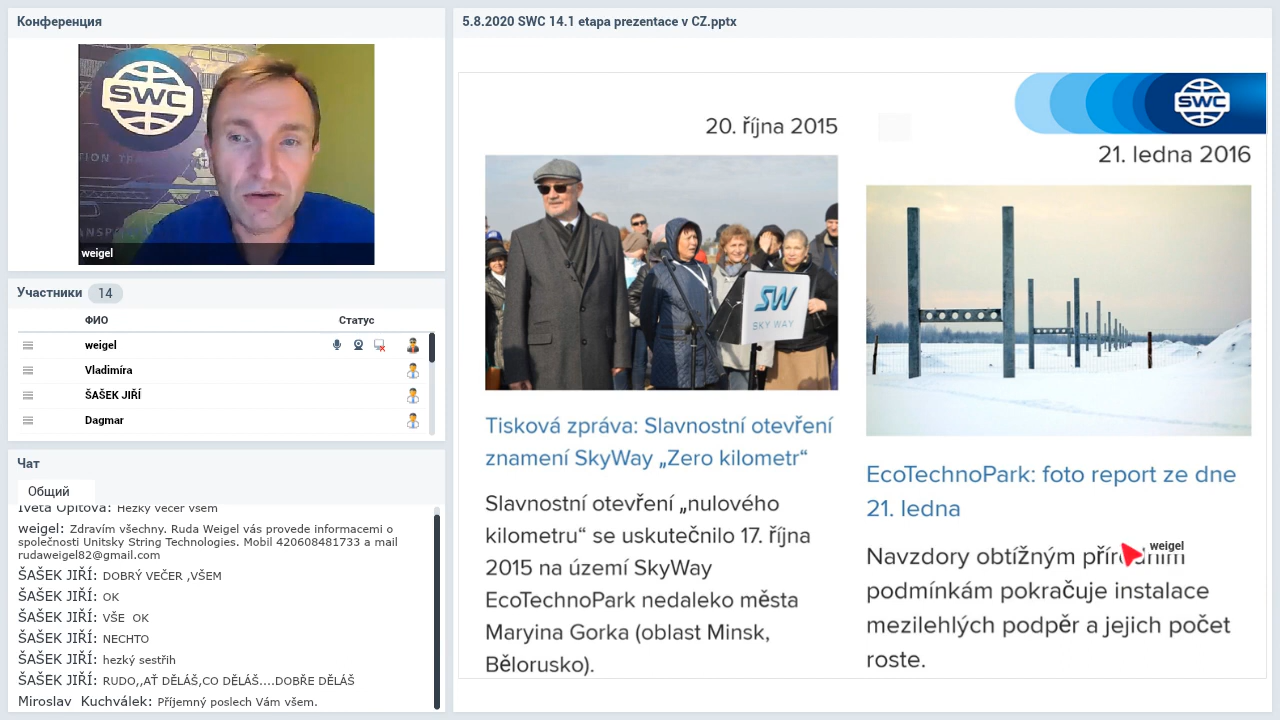 Конференция
SWC
weigel
Участники 14
ФИО Статус
weigel
Vladimíra
ŠAŠEK JIŘÍ
Dagmar
Чат
Общий
Iveta Opltová: Hezký večer všem
weigel: Zdravím všechny. Ruda Weigel vás provede informacemi o
společnosti Unitsky String Technologies. Mobil 420608481733 a mail
rudaweigel82@gmail.com
ŠAŠEK JIŘÍ: DOBRÝ VEČER ,VŠEM
ŠAŠEK JIŘÍ: OK
ŠAŠEK JIŘÍ: VŠE OK
ŠAŠEK JIŘÍ: NECHTO
ŠAŠEK JIŘÍ: hezký sestřih
ŠAŠEK JIŘÍ: RUDO,,AŤ DĚLÁŠ,CO DĚLÁŠ....DOBŘE DĚLÁŠ
Miroslav Kuchválek: Příjemný poslech Vám všem.
5.8.2020 SWC 14.1 etapa prezentace v CZ.pptx
SWC
20. října 2015
SW
SKY WAY
Tisková zpráva: Slavnostní otevření
znamení SkyWay „Zero kilometr“
Slavnostní otevření „nulového
kilometru“ se uskutečnilo 17. října
2015 na území SkyWay
EcoTechnoPark nedaleko města
Maryina Gorka (oblast Minsk,
Bělorusko).
21. ledna 2016
EcoTechnoPark: foto report ze dne
21. ledna
weigel
Navzdory obtížným přírodním
podmínkám pokračuje instalace
mezilehlých podpěr a jejich počet
roste.